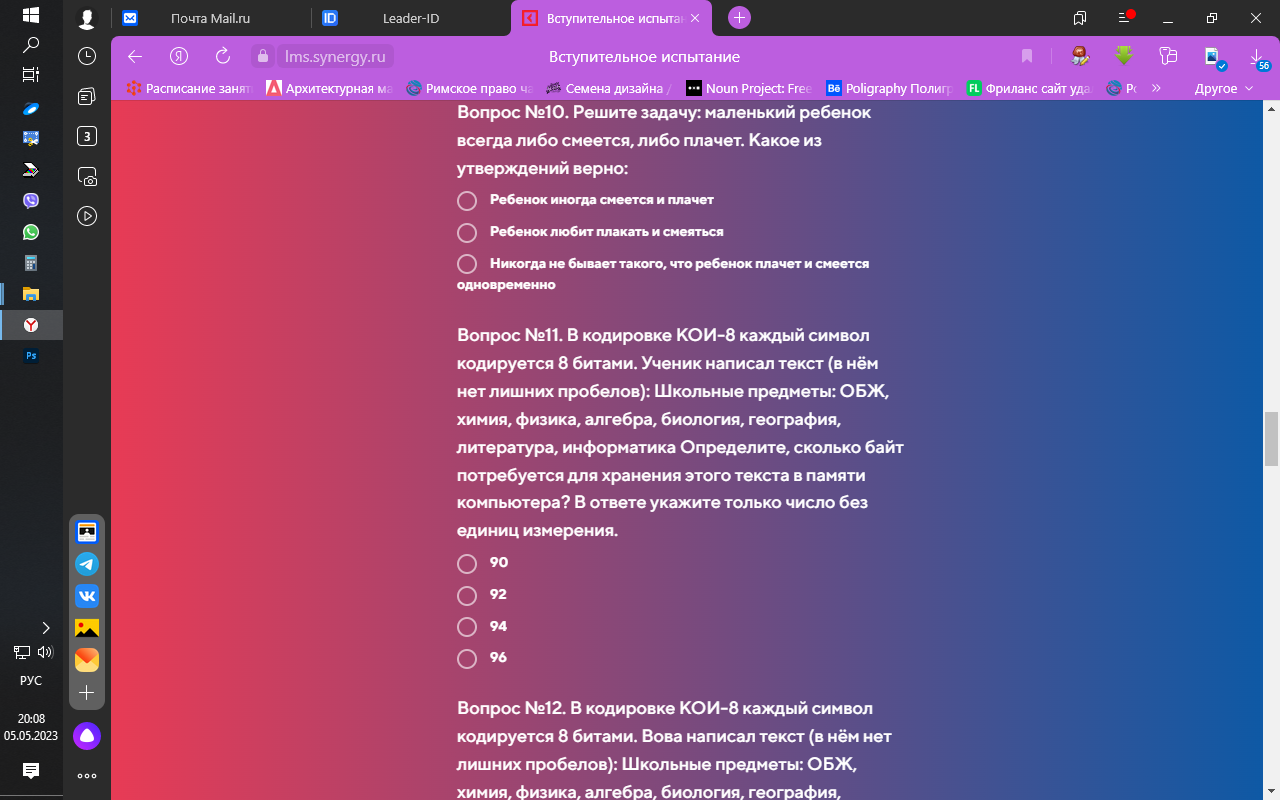 Почта Mail.ru
Leader-ID
Вступительное испыта
lms.synergy.ru
Вступительное испытание
56
Расписание занят
Архитектурная ма
Римское право ча
Семена дизайна /
Noun Project: Free
Poligraphy Полигр
FL
Фриланс сайт уда
Другое
3
Вопрос №10. Решите задачу: маленький ребенок
всегда либо смеется, либо плачет. Какое из
утверждений верно:
Ребенок иногда смеется и плачет
Ребенок любит плакать и смеяться
Никогда не бывает такого, что ребенок плачет и смеется
одновременно
Вопрос №11. В кодировке КОИ-8 каждый символ
кодируется 8 битами. Ученик написал текст (в нём
нет лишних пробелов): Школьные предметы: ОБЖ,
химия, физика, алгебра, биология, география,
литература, информатика Определите, сколько байт
потребуется для хранения этого текста в памяти
компьютера? В ответе укажите только число без
единиц измерения.
90
92
94
96
Вопрос №12. В кодировке КОИ-8 каждый символ
кодируется 8 битами. Вова написал текст (в нём нет
лишних пробелов): Школьные предметы: ОБЖ,
химия, физика, алгебра, биология, география,
РУС
20:08
05.05.2023